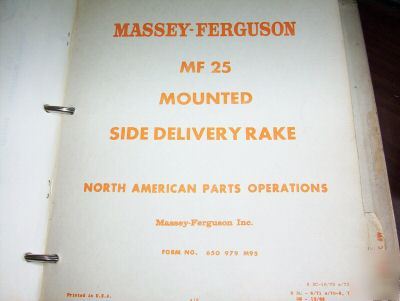 MASSEY-FERGUSON
MF 25
MOUNTED
SIDE DELIVERY RAKE
NORTH AMERICAN PARTS OPERATIONS
Massey-Ferguson Inc.
FORM NO. 650 979 M95
Printed in U.S.A.